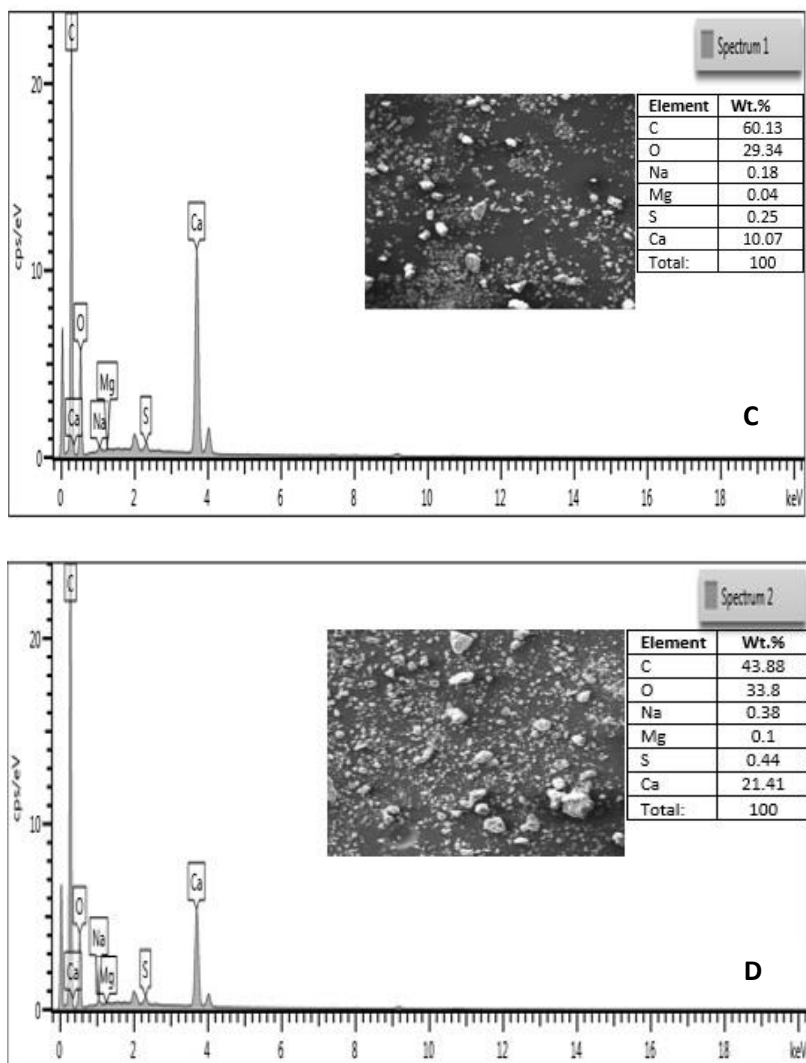 Spectrum 1
C
20
Element Wt.%
C 60.13
O 29.34
Na 0.18
Mg 0.04
S 0.25
Ca 10.07
Total: 100
Ca
cps/eV
10
O
Mg
Ca
Na
S
C
0
0 2 4 6 8 10 12 14 16 18 keV
Spectrum 2
C
20
Element Wt.%
C 43.88
O 33.8
Na 0.38
Mg 0.1
S 0.44
Ca 21.41
Total: 100
cps/eV
10
Ca
O
Na
Ca
Mg
S
D
0
0 2 4 6 8 10 12 14 16 18 keV